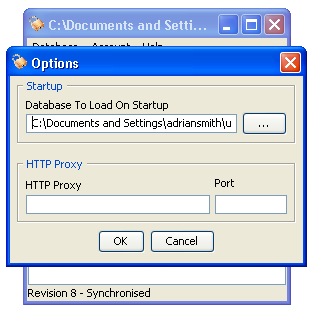 C:\Documents and Setti...
Database Account Help
Options
Startup
Database To Load On Startup
C:\Documents and Settings\adriansmith\u
...
HTTP Proxy
HTTP Proxy Port
OK Cancel
Revision 8 - Synchronised